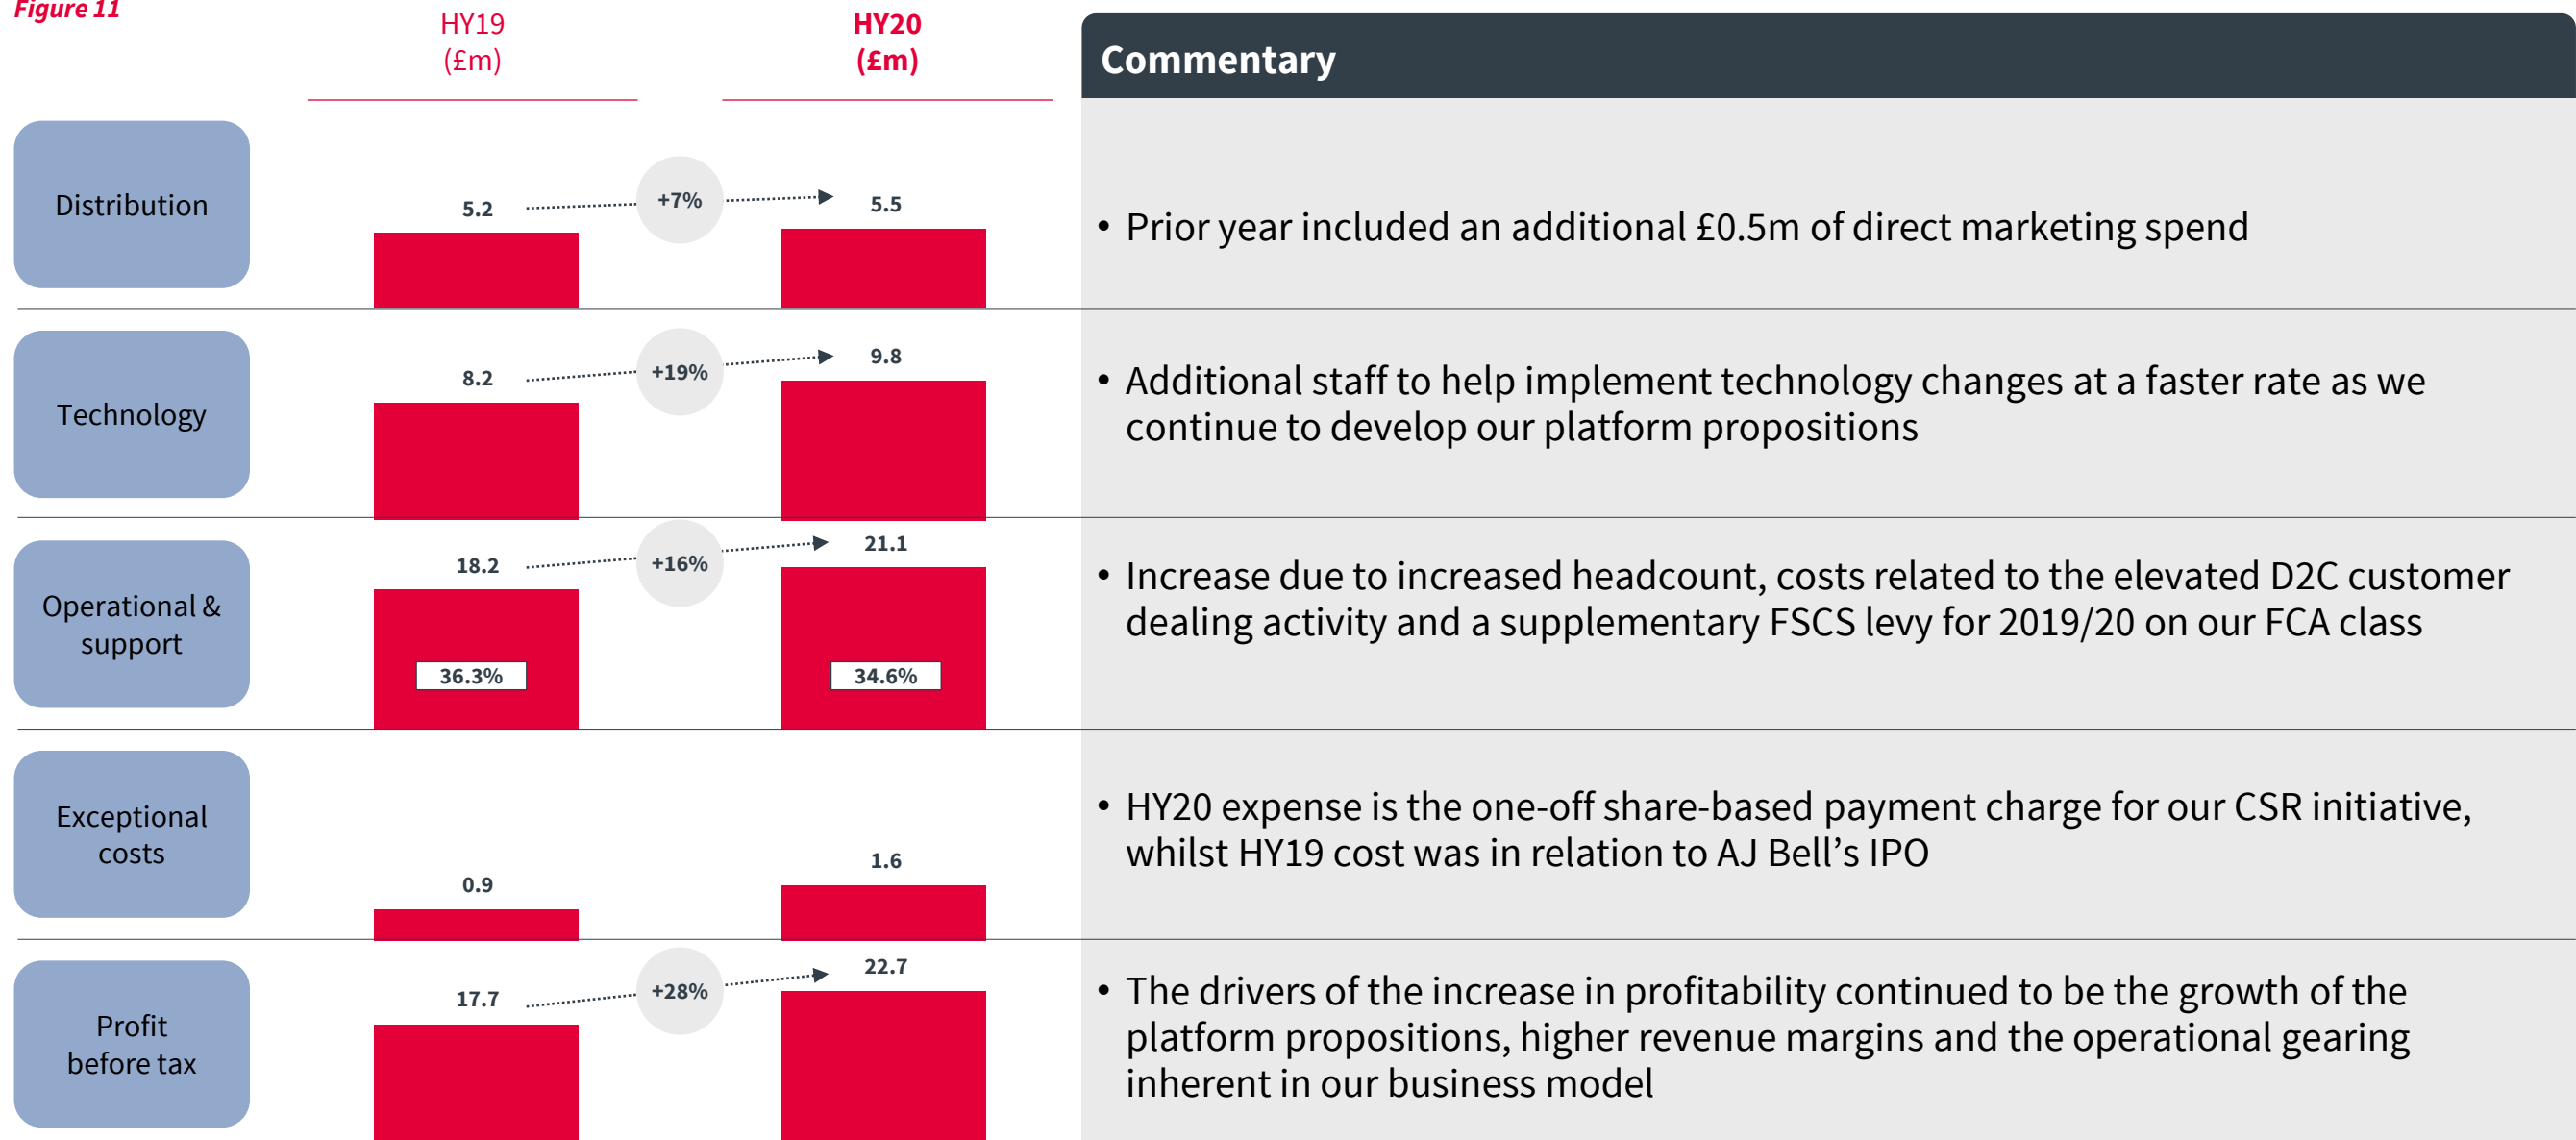 Figure 11
HY19
(£m)
HY20
(£m)
Commentary
Distribution
5.2
+7%
5.5
• Prior year included an additional £0.5m of direct marketing spend
Technology
8.2
+19%
9.8
• Additional staff to help implement technology changes at a faster rate as we
continue to develop our platform propositions
Operational &
support
18.2
+16%
21.1
36.3%
34.6%
• Increase due to increased headcount, costs related to the elevated D2C customer
dealing activity and a supplementary FSCS levy for 2019/20 on our FCA class
Exceptional
costs
0.9
1.6
• HY20 expense is the one-off share-based payment charge for our CSR initiative,
whilst HY19 cost was in relation to AJ Bell’s IPO
Profit
before tax
17.7
+28%
22.7
• The drivers of the increase in profitability continued to be the growth of the
platform propositions, higher revenue margins and the operational gearing
inherent in our business model